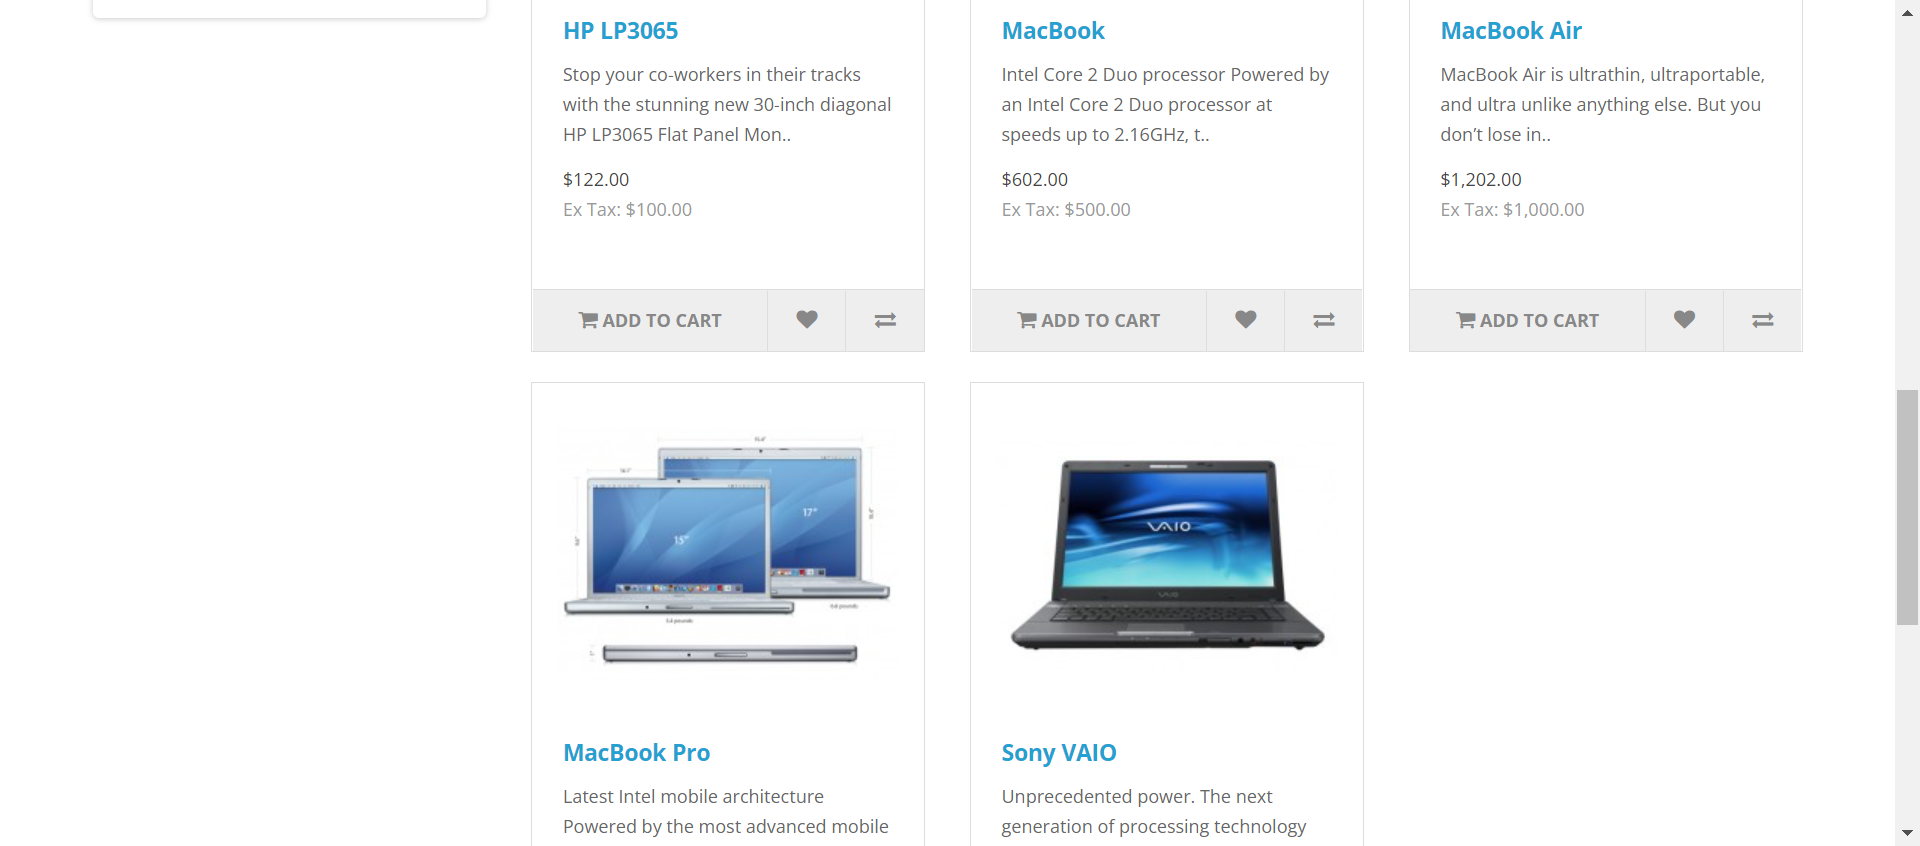 HP LP3065
Stop your co-workers in their tracks
with the stunning new 30-inch diagonal
HP LP3065 Flat Panel Mon..
$122.00
Ex Tax: $100.00
ADD TO CART
MacBook
Intel Core 2 Duo processor Powered by
an Intel Core 2 Duo processor at
speeds up to 2.16GHz, t..
$602.00
Ex Tax: $500.00
ADD TO CART
MacBook Air
MacBook Air is ultrathin, ultraportable,
and ultra unlike anything else. But you
don’t lose in..
$1,202.00
Ex Tax: $1,000.00
ADD TO CART
17"
15"
MacBook Pro
Latest Intel mobile architecture
Powered by the most advanced mobile
VAIO
VAIO
Sony VAIO
Unprecedented power. The next
generation of processing technology